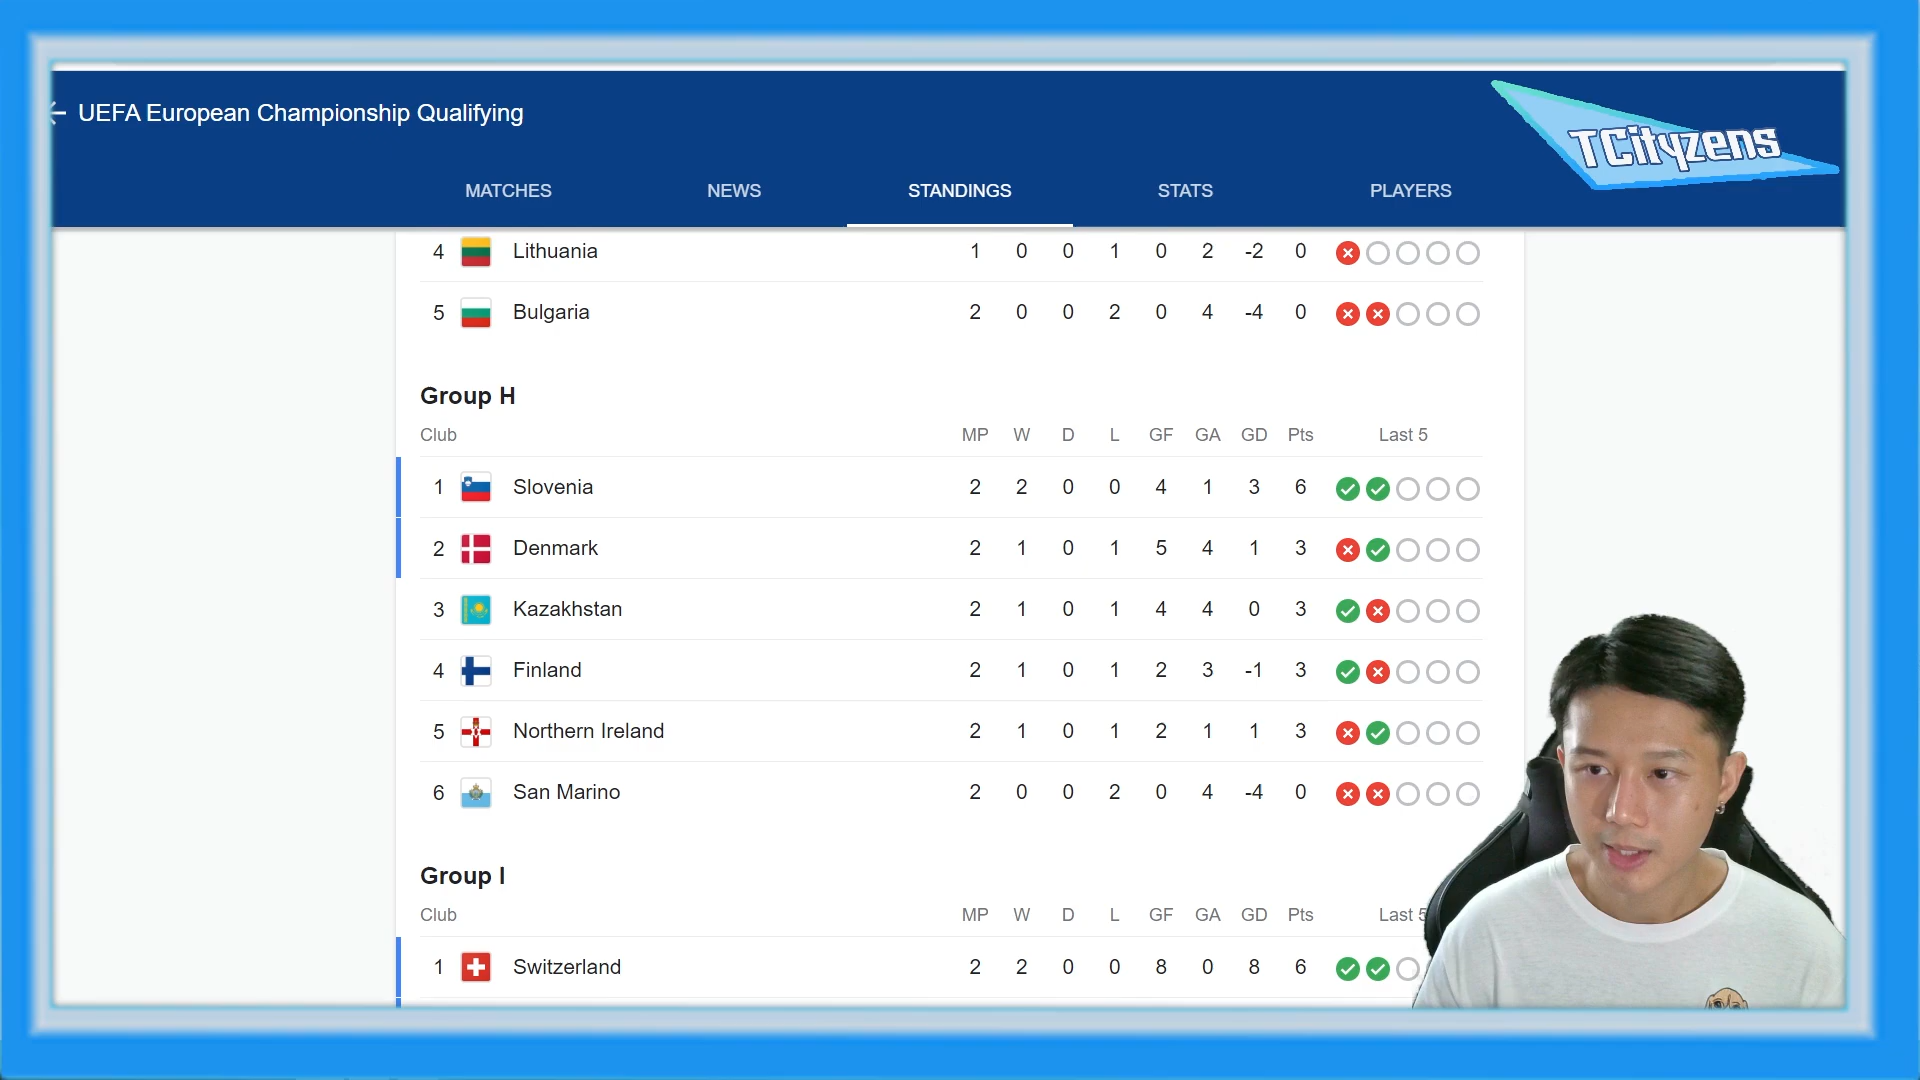 UEFA European Championship Qualifying
TCityzens
MATCHES NEWS STANDINGS STATS PLAYERS
4 Lithuania 1 0 0 1 0 2 -2 0
5 Bulgaria 2 0 0 2 0 4 -4 0
Group H
Club MP W D L GF GA GD Pts Last 5
1 Slovenia 2 2 0 0 4 1 3 6
2 Denmark 2 1 0 1 5 4 1 3
3 Kazakhstan 2 1 0 1 4 4 0 3
4 Finland 2 1 0 1 2 3 -1 3
5 Northern Ireland 2 1 0 1 2 1 1 3
6 San Marino 2 0 0 2 0 4 -4 0
Group I
Club MP W D L GF GA GD Pts Last 5
1 Switzerland 2 2 0 0 8 0 8 6